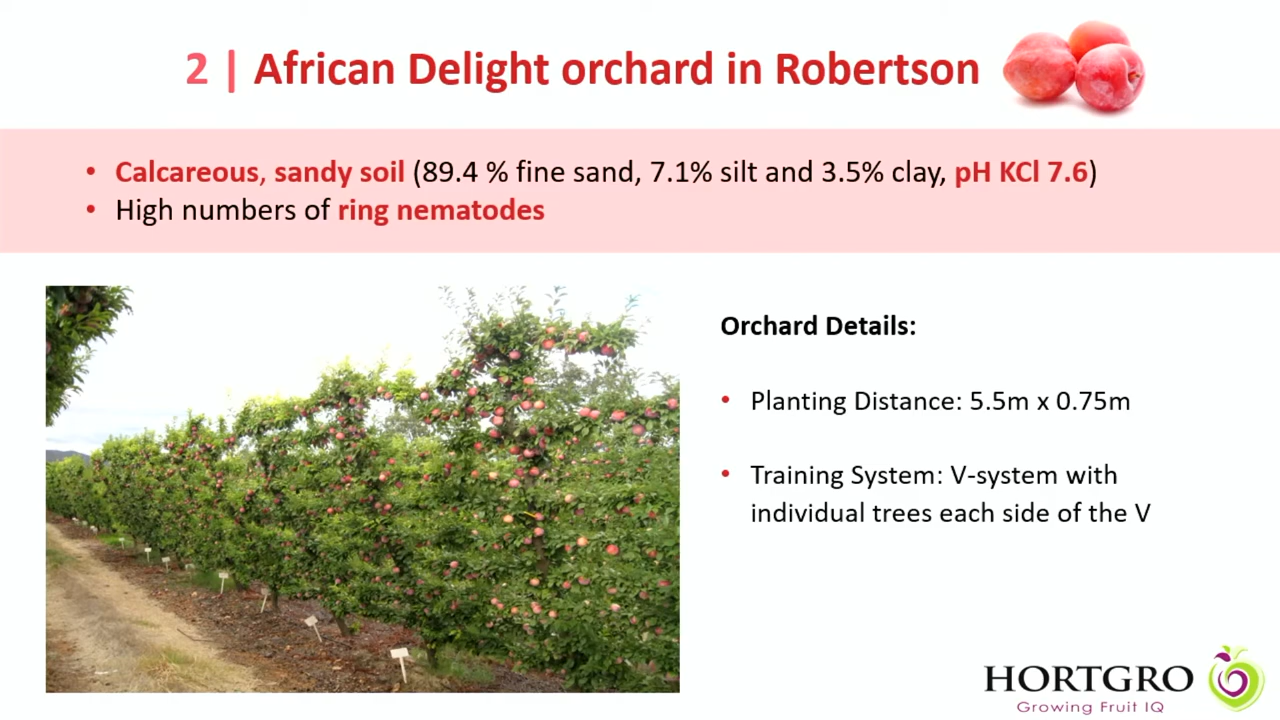 2 | African Delight orchard in Robertson
• Calcareous, sandy soil (89.4 % fine sand, 7.1% silt and 3.5% clay, pH KCl 7.6)
• High numbers of ring nematodes
Orchard Details:
• Planting Distance: 5.5m x 0.75m
• Training System: V-system with
individual trees each side of the V
HORTGRO
Growing Fruit IQ